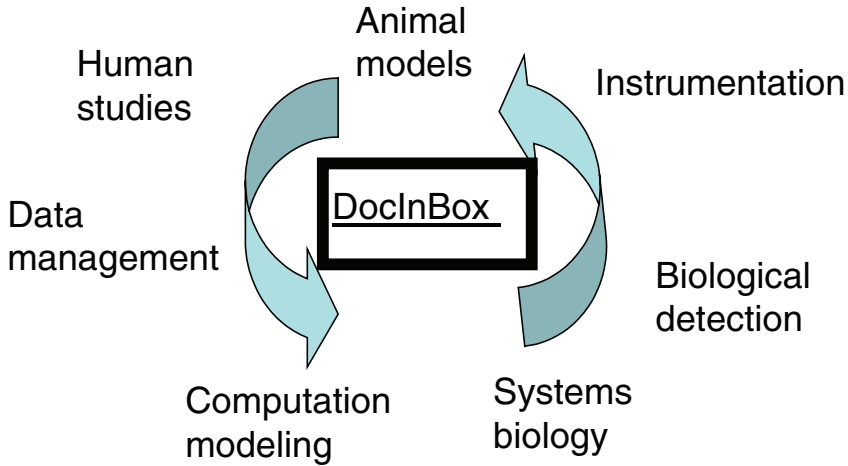 Animal
models
Human
studies
Instrumentation
DocInBox
Data
management
Biological
detection
Computation
modeling
Systems
biology